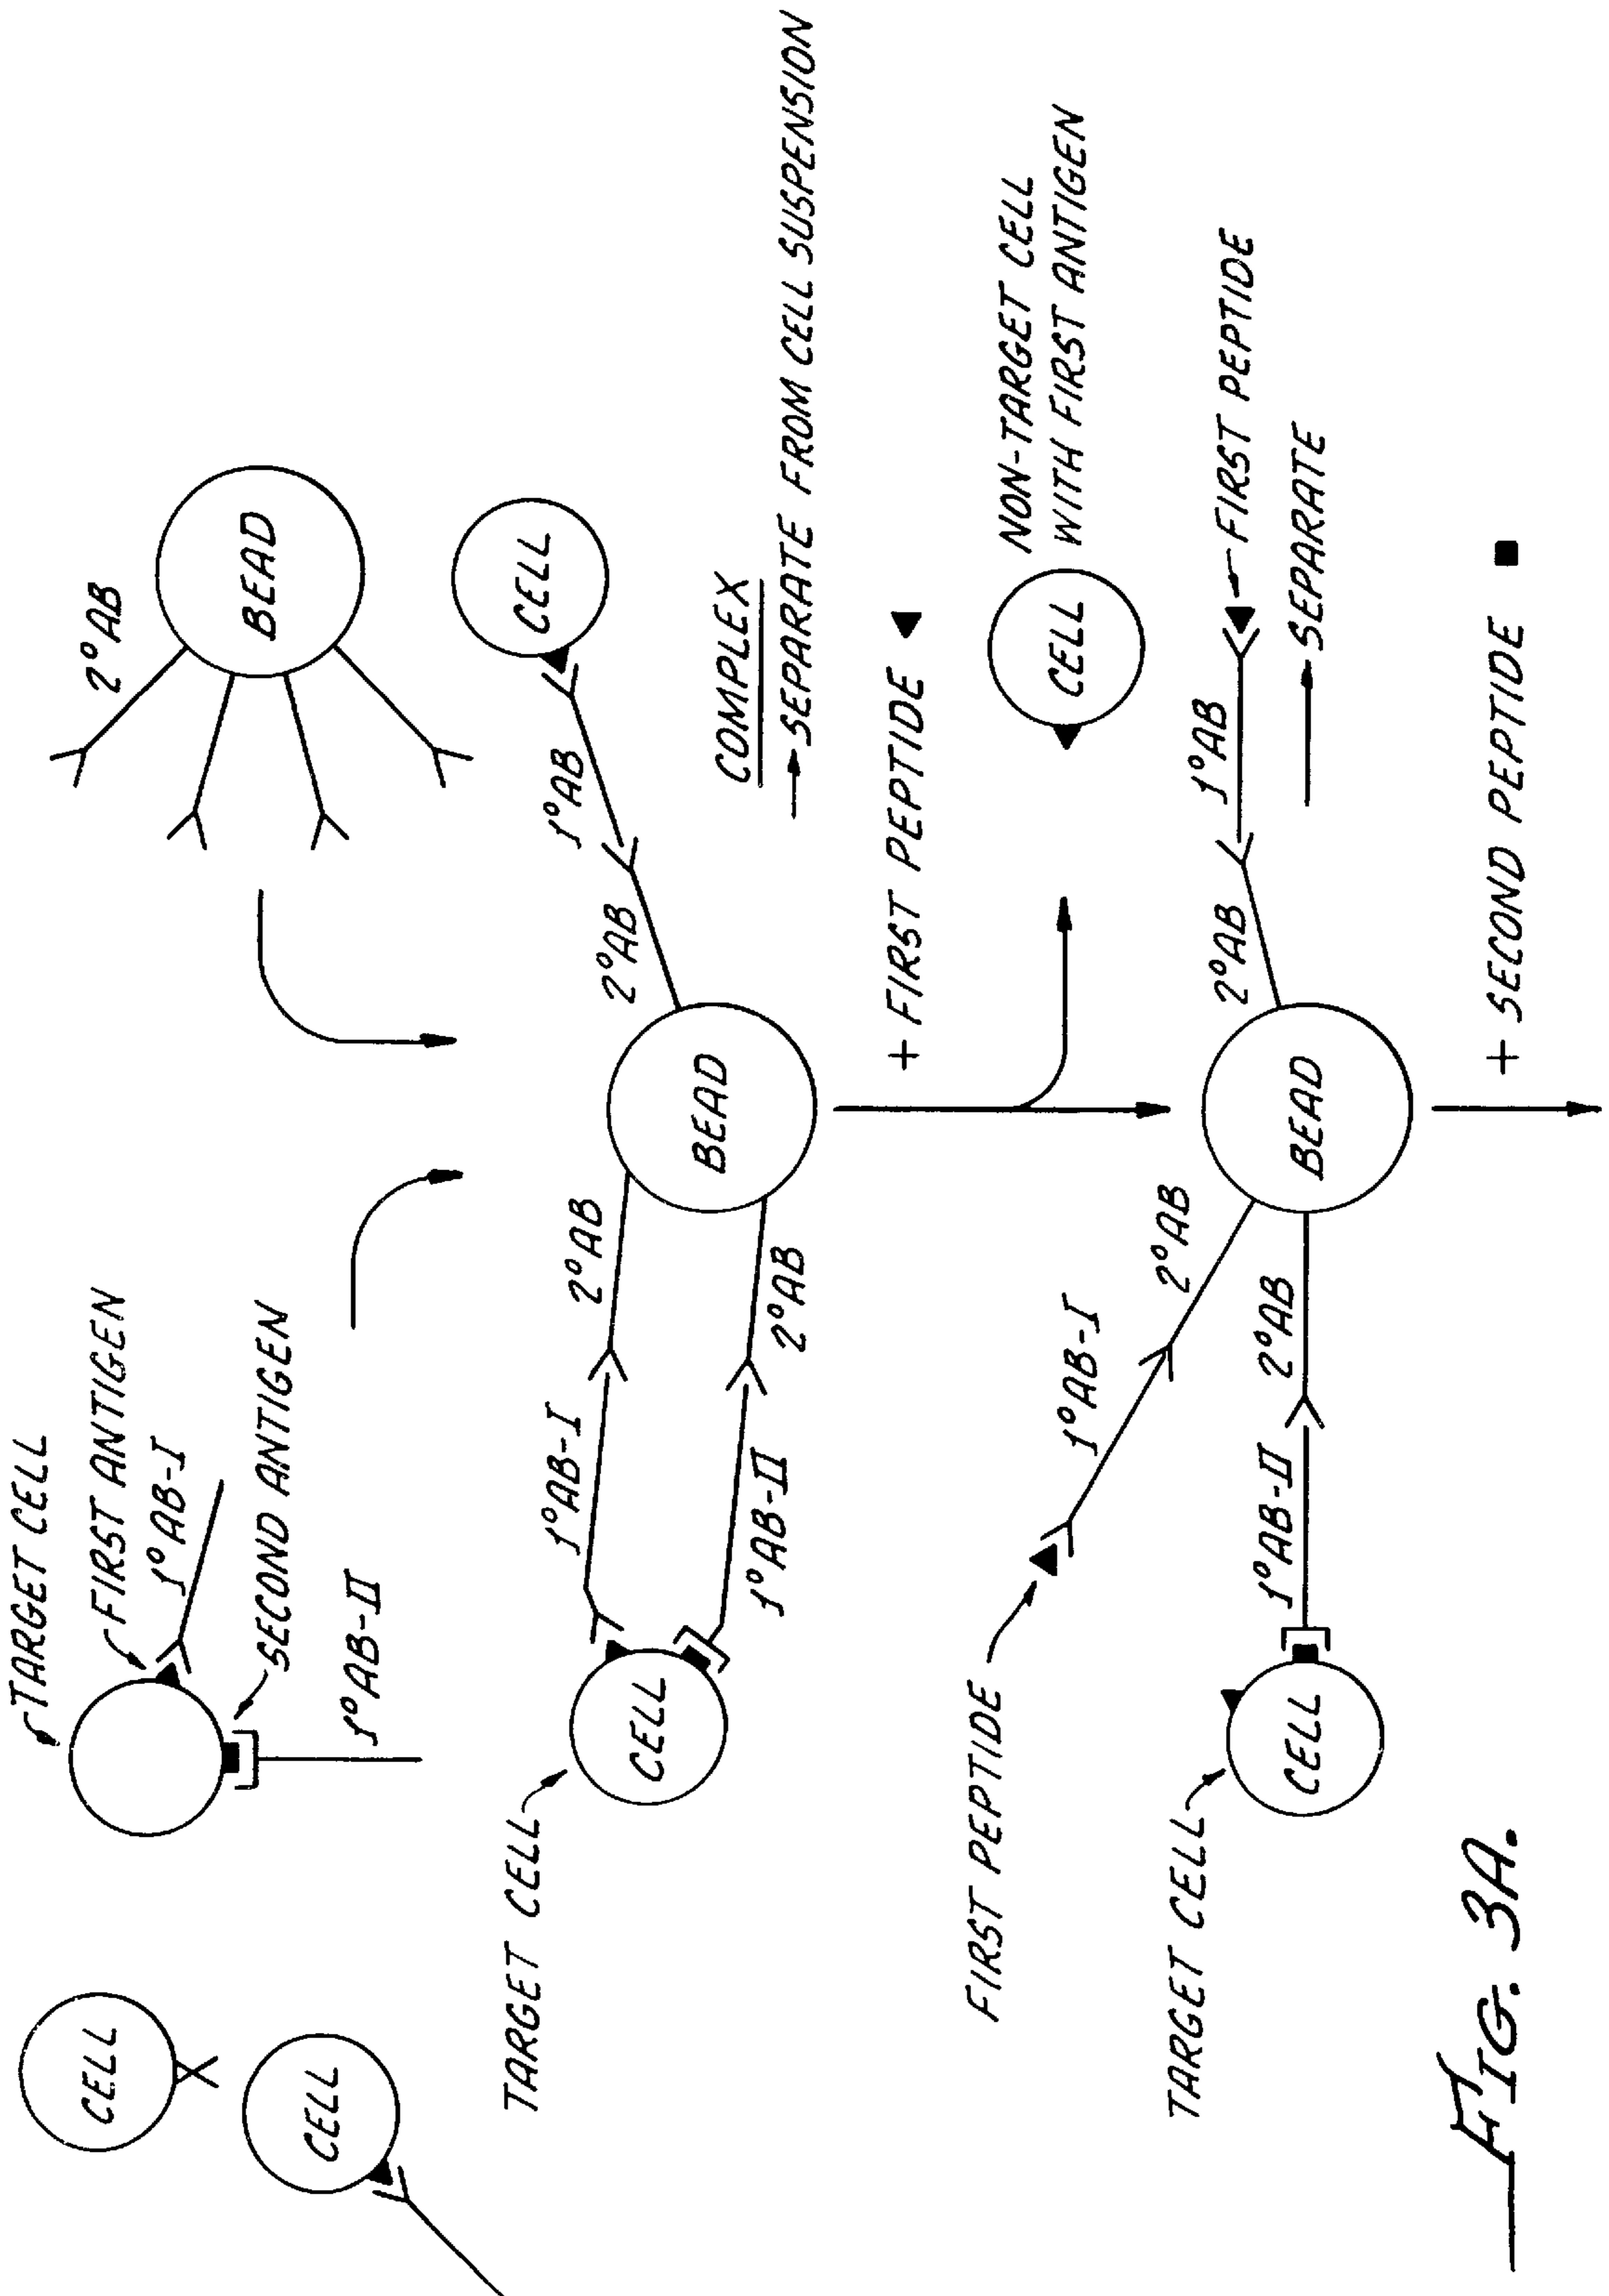 TARGET CELL
FIRST ANTIGEN
1°AB-I
SECOND ANTIGEN
1°AB-II
CELL
CELL
2°AB
BEAD
TARGET CELL
CELL
1°AB-I
2°AB
1°AB-II
2°AB
BEAD
2°AB
1°AB
CELL
COMPLEX
SEPARATE FROM CELL SUSPENSION
+ FIRST PEPTIDE
CELL
NON-TARGET CELL
WITH FIRST ANTIGEN
FIRST PEPTIDE
1°AB-I
2°AB
TARGET CELL
CELL
1°AB-II
2°AB
BEAD
2°AB
1°AB
FIRST PEPTIDE
SEPARATE
+ SECOND PEPTIDE
FIG. 3A.